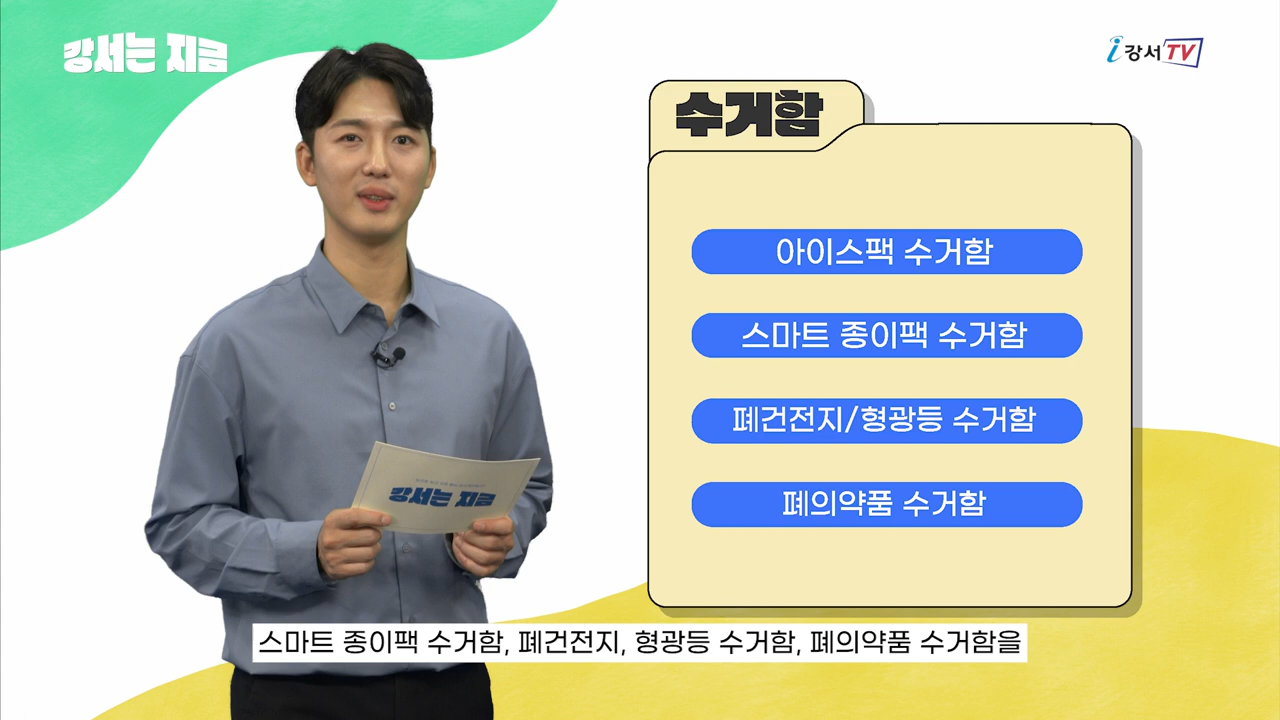 강서는 지금
i강서TV
수거함
아이스팩 수거함
스마트 종이팩 수거함
폐건전지/형광등 수거함
폐의약품 수거함
강서는 지금
스마트 종이팩 수거함, 폐건전지, 형광등 수거함, 폐의약품 수거함을